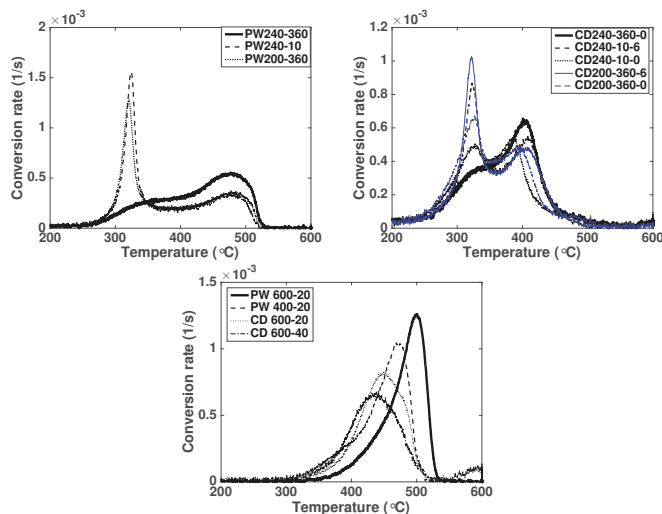 × 10⁻³
2
1.5
1
0.5
0
200 300 400 500 600
Temperature (°C)
Conversion rate (1/s)
PW240-360
PW240-10
PW200-360
× 10⁻³
1.2
1
0.8
0.6
0.4
0.2
0
200 300 400 500 600
Temperature (°C)
Conversion rate (1/s)
CD240-360-0
CD240-10-6
CD240-10-0
CD200-360-6
CD200-360-0
× 10⁻³
1.5
1
0.5
0
200 300 400 500 600
Temperature (°C)
Conversion rate (1/s)
PW 600-20
PW 400-20
CD 600-20
CD 600-40